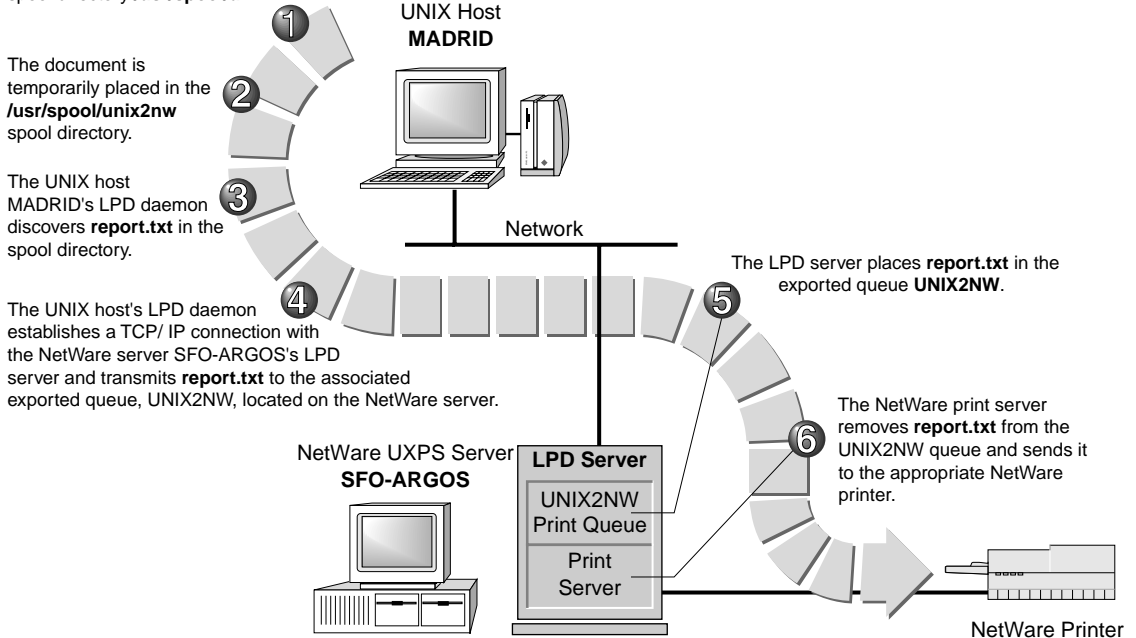 1
UNIX Host
MADRID
The document is
temporarily placed in the
/usr/spool/unix2nw
spool directory.
2
The UNIX host
MADRID's LPD daemon
discovers report.txt in the
spool directory.
3
Network
The UNIX host's LPD daemon
establishes a TCP/ IP connection with
the NetWare server SFO-ARGOS's LPD
server and transmits report.txt to the associated
exported queue, UNIX2NW, located on the NetWare server.
4
The LPD server places report.txt in the
exported queue UNIX2NW.
5
The NetWare print server
removes report.txt from the
UNIX2NW queue and sends it
to the appropriate NetWare
printer.
6
NetWare UXPS Server
SFO-ARGOS
LPD Server
UNIX2NW
Print Queue
Print
Server
NetWare Printer